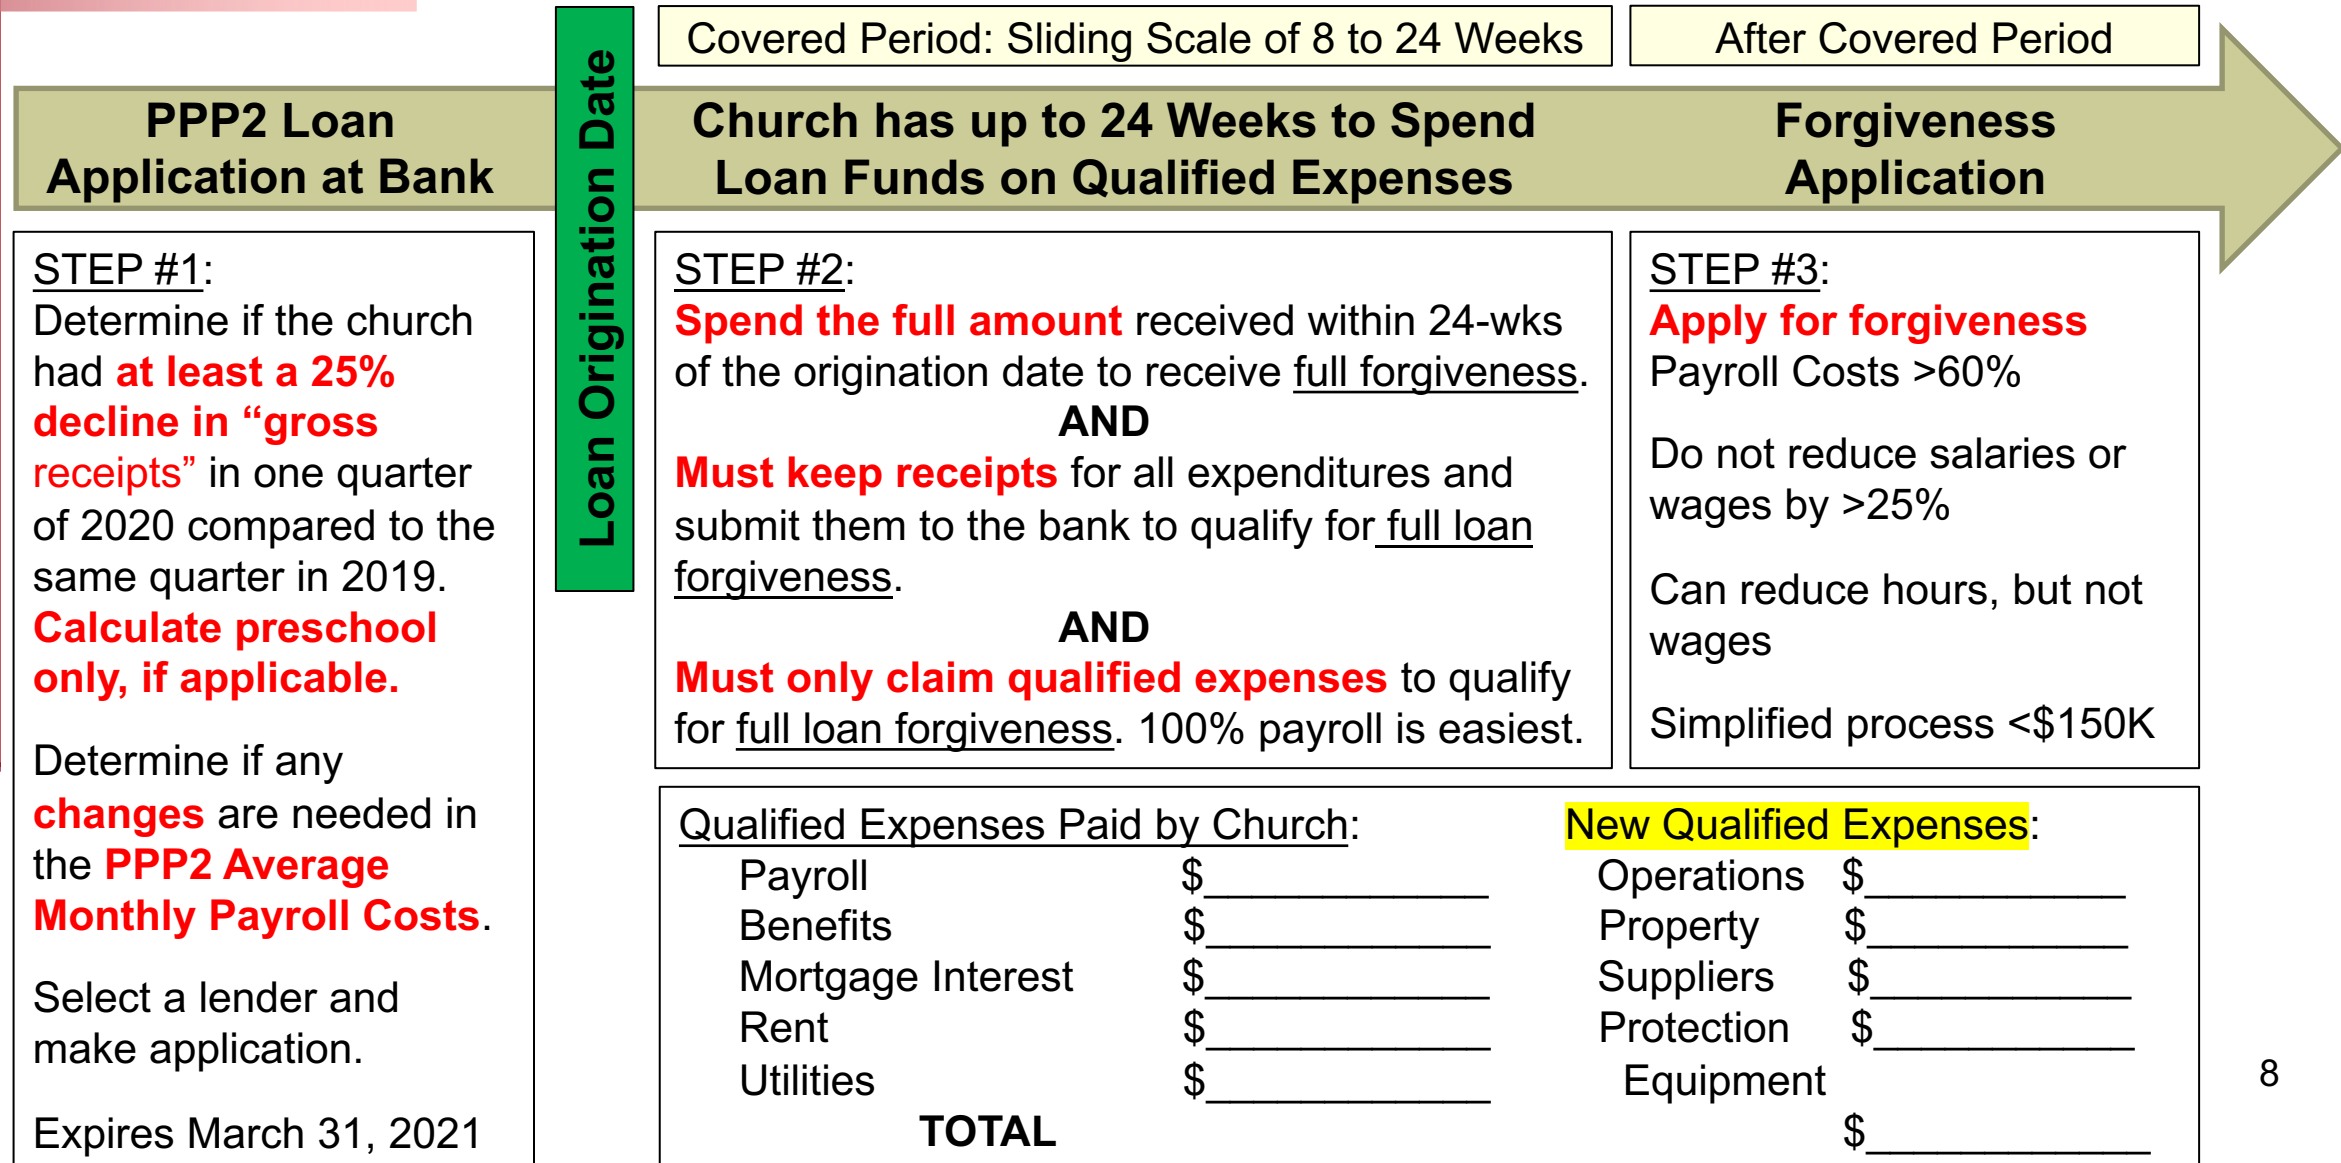 Covered Period: Sliding Scale of 8 to 24 Weeks
After Covered Period
PPP2 Loan
Application at Bank
Loan Origination Date
Church has up to 24 Weeks to Spend
Loan Funds on Qualified Expenses
Forgiveness
Application
STEP #1:
Determine if the church
had at least a 25%
decline in “gross
receipts” in one quarter
of 2020 compared to the
same quarter in 2019.
Calculate preschool
only, if applicable.
Determine if any
changes are needed in
the PPP2 Average
Monthly Payroll Costs.
Select a lender and
make application.
Expires March 31, 2021
STEP #2:
Spend the full amount received within 24-wks
of the origination date to receive full forgiveness.
AND
Must keep receipts for all expenditures and
submit them to the bank to qualify for full loan
forgiveness.
AND
Must only claim qualified expenses to qualify
for full loan forgiveness. 100% payroll is easiest.
STEP #3:
Apply for forgiveness
Payroll Costs >60%
Do not reduce salaries or
wages by >25%
Can reduce hours, but not
wages
Simplified process <$150K
Qualified Expenses Paid by Church:
Payroll $____________
Benefits $____________
Mortgage Interest $____________
Rent $____________
Utilities $____________
New Qualified Expenses:
Operations $___________
Property $___________
Suppliers $___________
Protection $___________
Equipment
TOTAL $____________
8